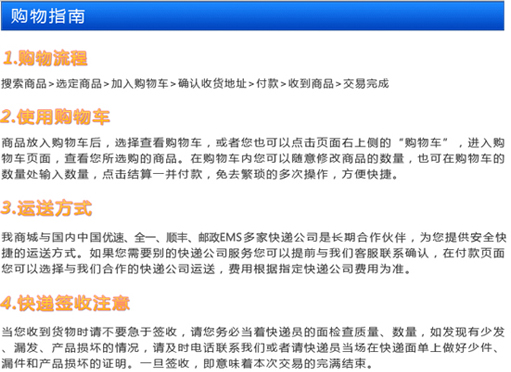 购物指南
1.购物流程
搜索商品>选定商品>加入购物车>确认收货地址>付款>收到商品>交易完成
2.使用购物车
商品放入购物车后，选择查看购物车，或者您也可以点击页面右上侧的“购物车”，进入购
物车页面，查看您所选购的商品。在购物车内您可以随意修改商品的数量，也可在购物车的
数量处输入数量，点击结算一并付款，免去繁琐的多次操作，方便快捷。
3.运送方式
我商城与国内中国优速、全一、顺丰、邮政EMS多家快递公司是长期合作伙伴，为您提供安全快
捷的运送方式。如果您需要别的快递公司服务您可以提前与我们客服联系确认，在付款页面
您可以选择与我们合作的快递公司运送，费用根据指定快递公司费用为准。
4.快递签收注意
当您收到货物时请不要急于签收，请您务必当着快递员的面检查质量、数量，如发现有少发
、漏发、产品损坏的情况，请及时电话联系我们或者请快递员当场在快递面单上做好少件、
漏件和产品损坏的证明。一旦签收，即意味着本次交易的完满结束。